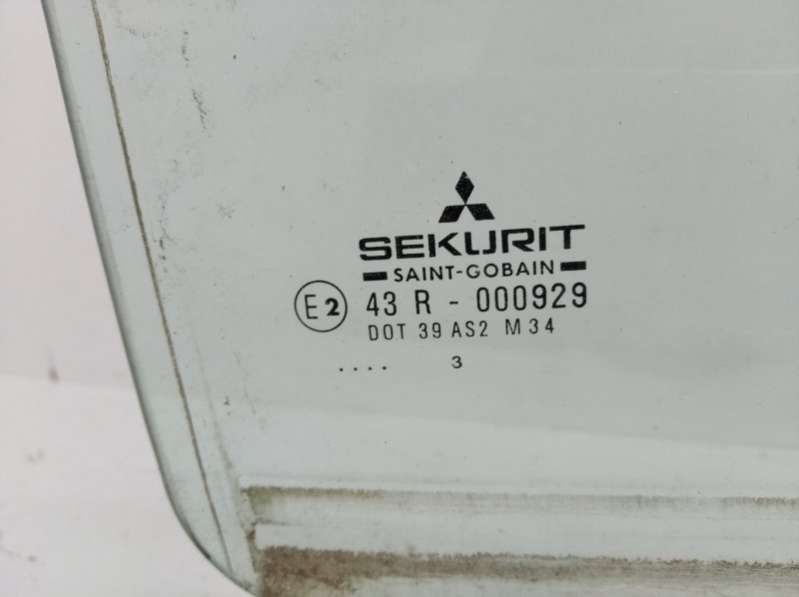 SEKURIT
SAINT-GOBAIN
E2 43 R - 000929
DOT 39 AS2 M34
.... 3